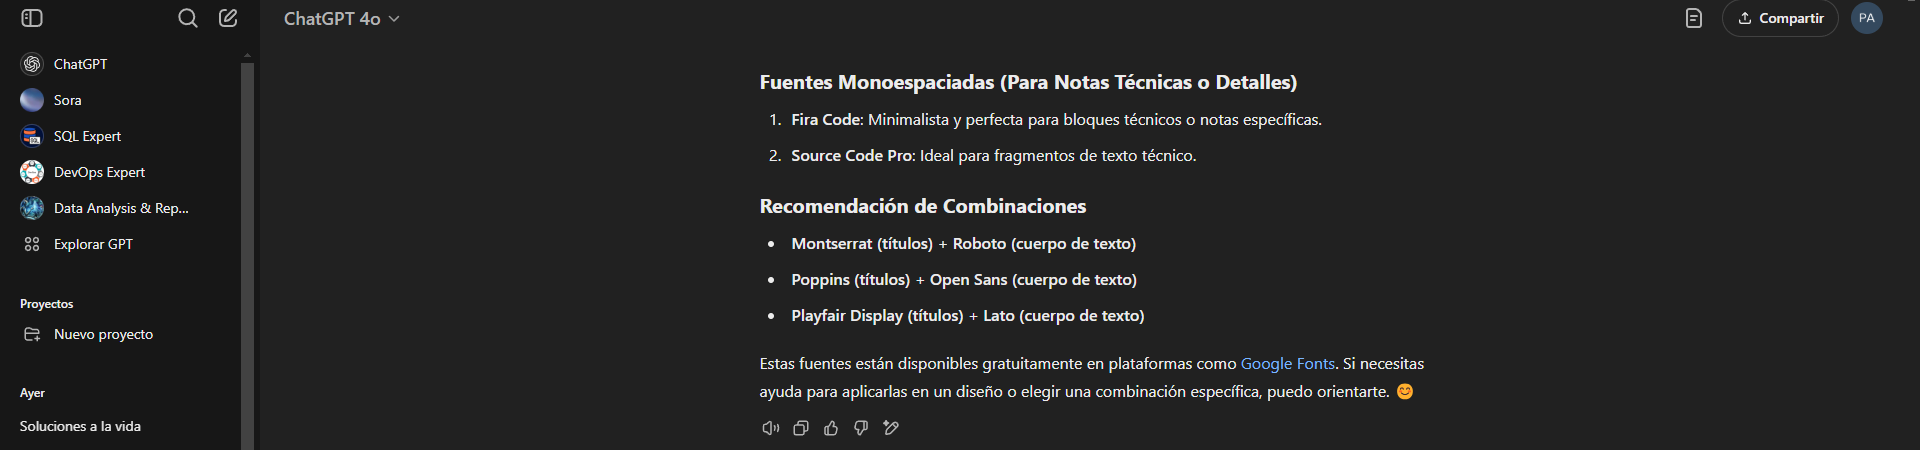 ChatGPT 4o
Compartir
PA
ChatGPT
Sora
SQL Expert
DevOps Expert
Data Analysis & Rep...
Explorar GPT
Proyectos
Nuevo proyecto
Ayer
Soluciones a la vida
Fuentes Monoespaciadas (Para Notas Técnicas o Detalles)
1. Fira Code: Minimalista y perfecta para bloques técnicos o notas específicas.
2. Source Code Pro: Ideal para fragmentos de texto técnico.
Recomendación de Combinaciones
• Montserrat (títulos) + Roboto (cuerpo de texto)
• Poppins (títulos) + Open Sans (cuerpo de texto)
• Playfair Display (títulos) + Lato (cuerpo de texto)
Estas fuentes están disponibles gratuitamente en plataformas como Google Fonts. Si necesitas
ayuda para aplicarlas en un diseño o elegir una combinación específica, puedo orientarte. 😊